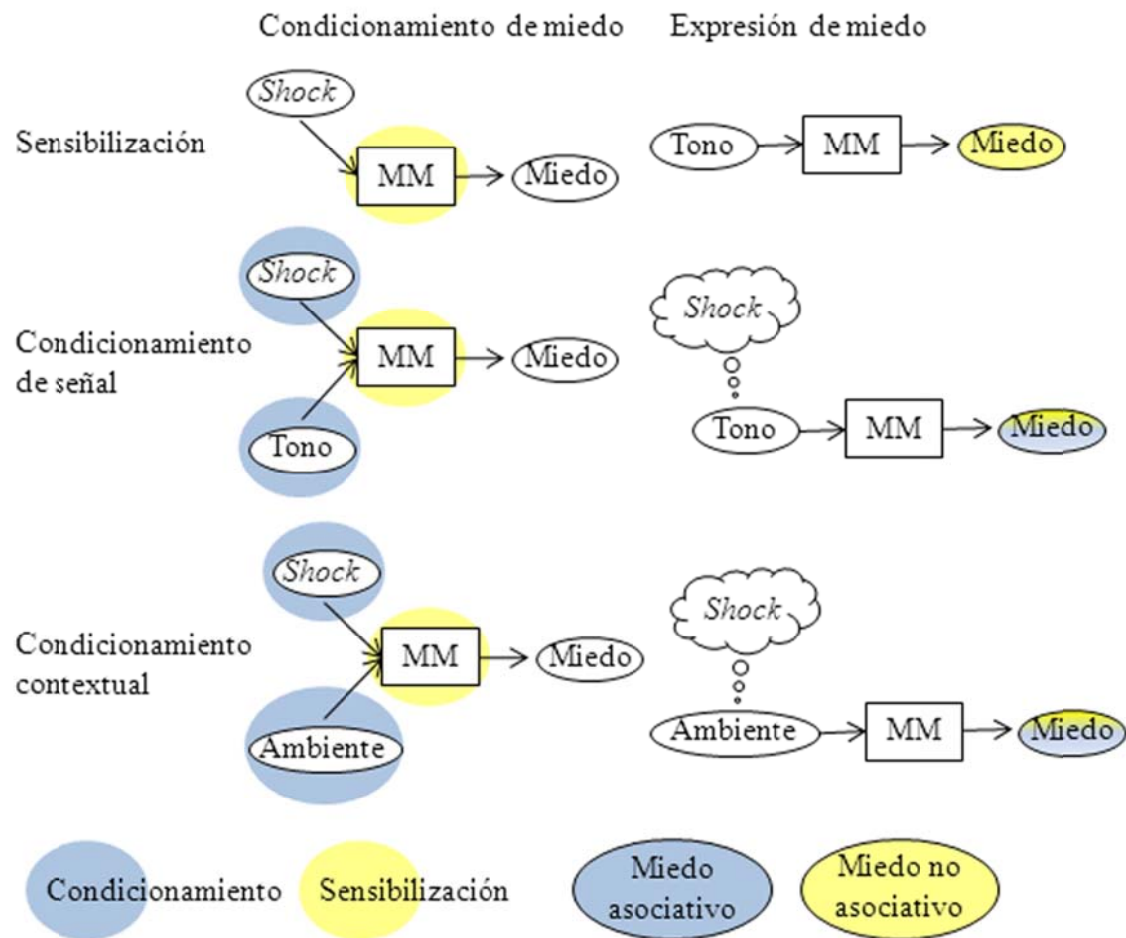 Condicionamiento de miedo
Expresión de miedo
Sensibilización
Shock
MM
Miedo
Tono
MM
Miedo
Condicionamiento
de señal
Shock
Tono
MM
Miedo
Shock
Tono
MM
Miedo
Condicionamiento
contextual
Shock
Ambiente
MM
Miedo
Shock
Ambiente
MM
Miedo
Condicionamiento
Sensibilización
Miedo
asociativo
Miedo no
asociativo